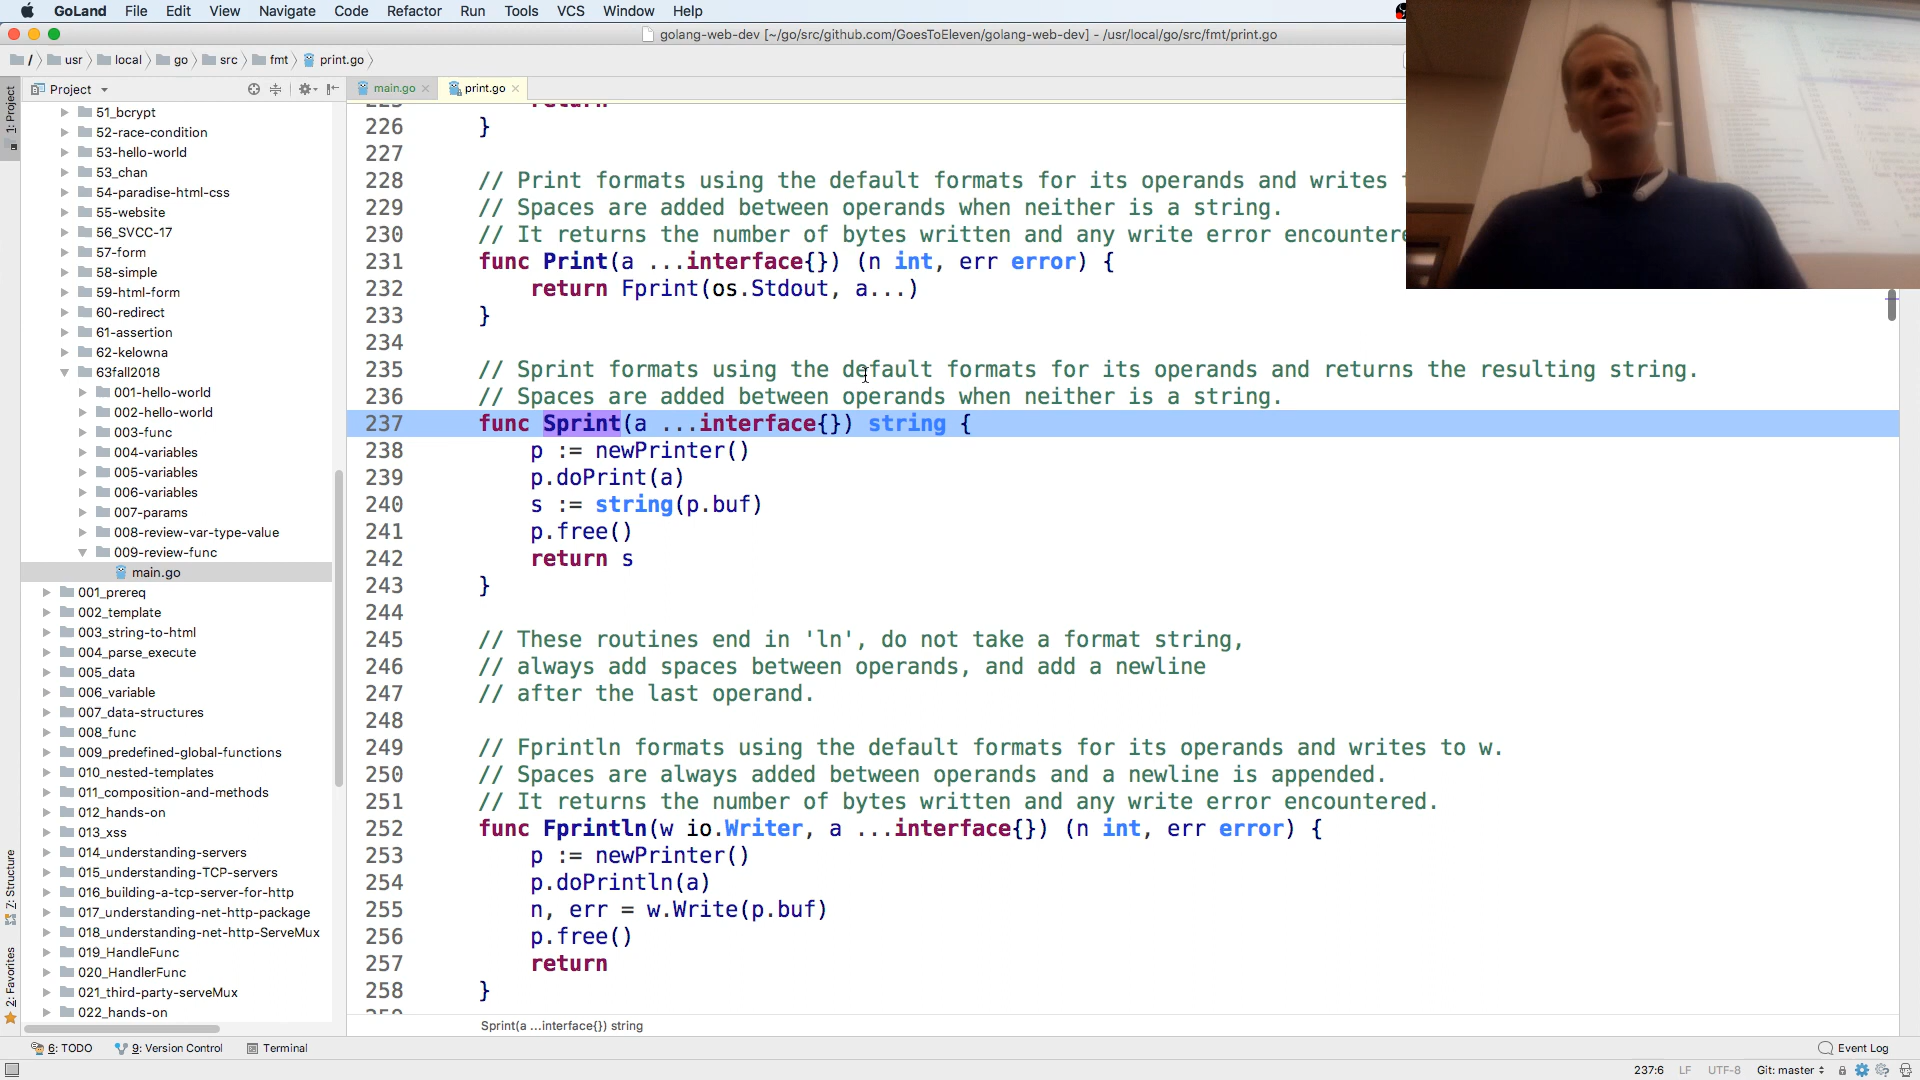 GoLand File Edit View Navigate Code Refactor Run Tools VCS Window Help
golang-web-dev [~/go/src/github.com/GoesToEleven/golang-web-dev] - /usr/local/go/src/fmt/print.go
/ usr local go src fmt print.go
1: Project
Project
main.go print.go
51_bcrypt
52-race-condition
53-hello-world
53_chan
54-paradise-html-css
55-website
56_SVCC-17
57-form
58-simple
59-html-form
60-redirect
61-assertion
62-kelowna
63fall2018
001-hello-world
002-hello-world
003-func
004-variables
005-variables
006-variables
007-params
008-review-var-type-value
009-review-func
main.go
001_prereq
002_template
003_string-to-html
004_parse_execute
005_data
006_variable
007_data-structures
008_func
009_predefined-global-functions
010_nested-templates
011_composition-and-methods
012_hands-on
013_xss
014_understanding-servers
015_understanding-TCP-servers
016_building-a-tcp-server-for-http
017_understanding-net-http-package
018_understanding-net-http-ServeMux
019_HandleFunc
020_HandlerFunc
021_third-party-serveMux
022_hands-on
7: Structure
2: Favorites
226 }
227
228 // Print formats using the default formats for its operands and writes
229 // Spaces are added between operands when neither is a string.
230 // It returns the number of bytes written and any write error encountere
231 func Print(a ...interface{}) (n int, err error) {
232 return Fprint(os.Stdout, a...)
233 }
234
235 // Sprint formats using the default formats for its operands and returns the resulting string.
236 // Spaces are added between operands when neither is a string.
237 func Sprint(a ...interface{}) string {
238 p := newPrinter()
239 p.doPrint(a)
240 s := string(p.buf)
241 p.free()
242 return s
243 }
244
245 // These routines end in 'ln', do not take a format string,
246 // always add spaces between operands, and add a newline
247 // after the last operand.
248
249 // Fprintln formats using the default formats for its operands and writes to w.
250 // Spaces are always added between operands and a newline is appended.
251 // It returns the number of bytes written and any write error encountered.
252 func Fprintln(w io.Writer, a ...interface{}) (n int, err error) {
253 p := newPrinter()
254 p.doPrintln(a)
255 n, err = w.Write(p.buf)
256 p.free()
257 return
258 }
Sprint(a ...interface{}) string
6: TODO 9: Version Control Terminal Event Log
237:6 LF UTF-8 Git: master